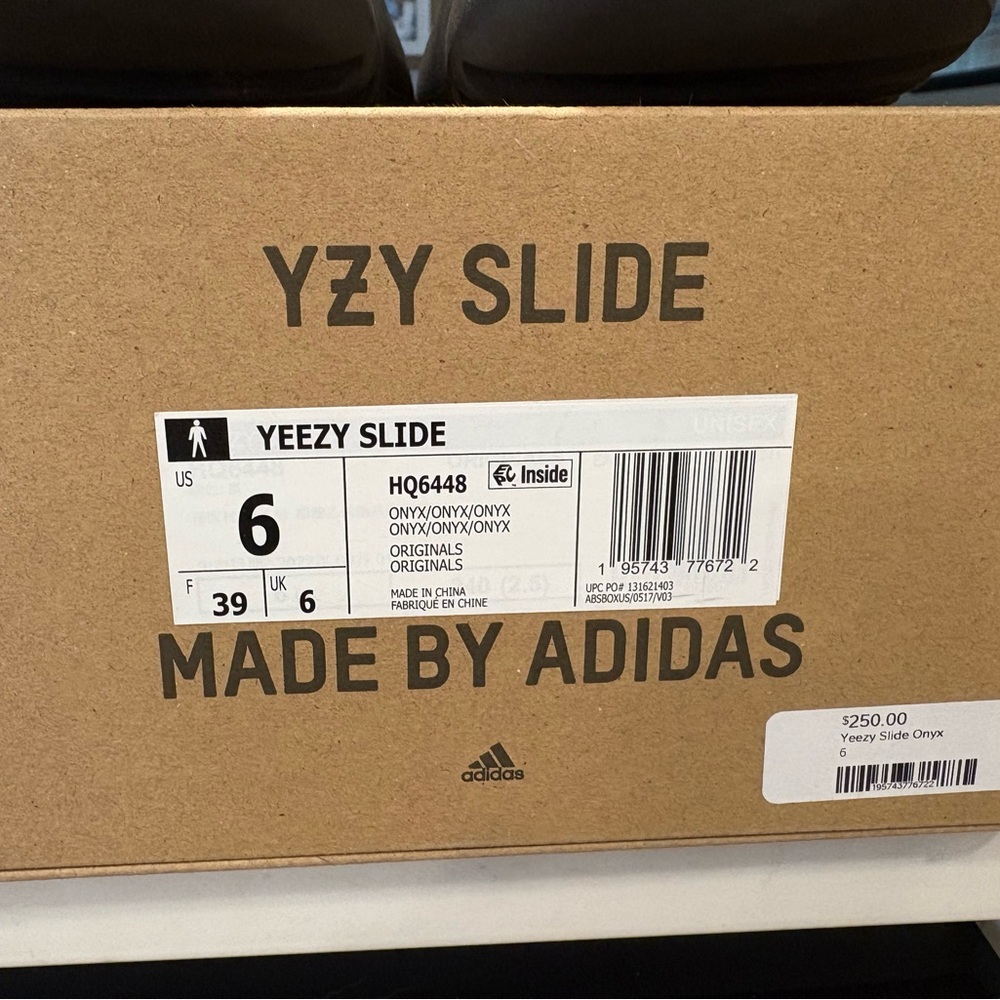 YZY SLIDE
YEEZY SLIDE
UNISEX
US
6
F
39
UK
6
HQ6448
Inside
ONYX/ONYX/ONYX
ONYX/ONYX/ONYX
ORIGINALS
ORIGINALS
MADE IN CHINA
FABRIQUÉ EN CHINE
1 95743 77672 2
UPC PO# 131621403
ABSBOXUS/0517/V03
MADE BY ADIDAS
adidas
$250.00
Yeezy Slide Onyx
6
195743776722